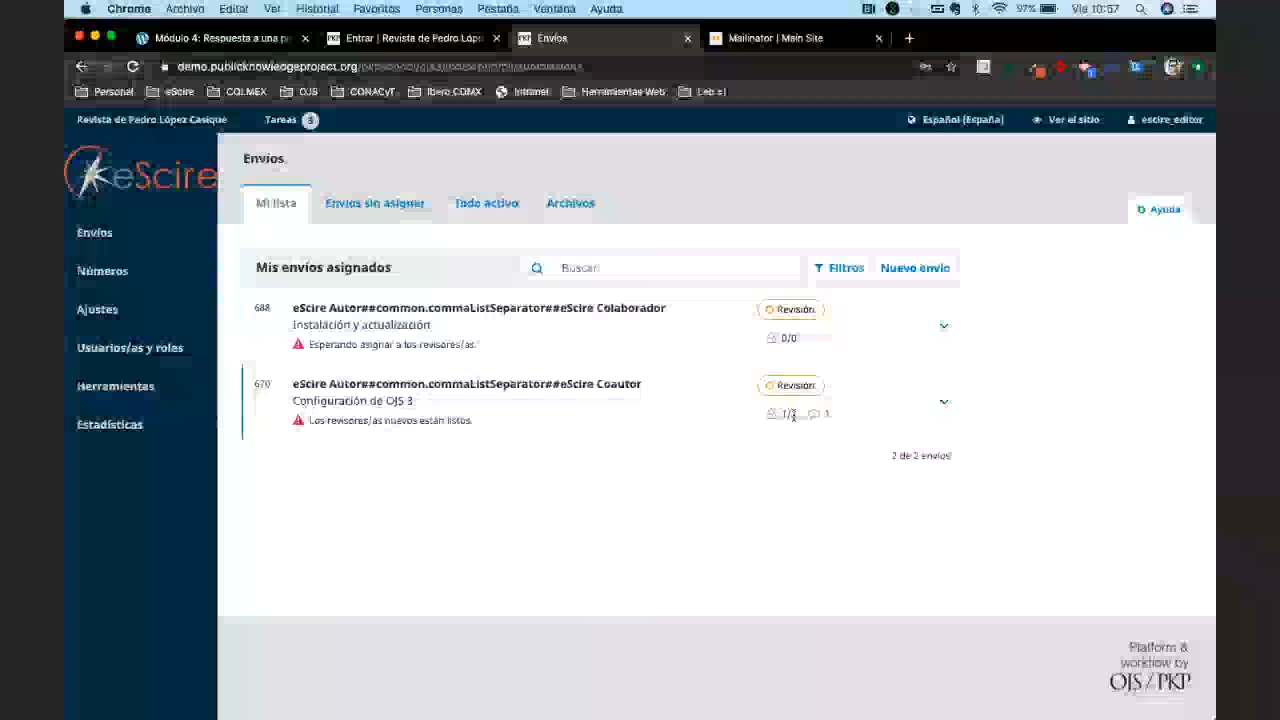 Chrome Archivo Editar Ver Historial Favoritos Personas Pestaña Ventana Ayuda 97% Vie 10:57
Módulo 4: Respuesta a una p Entrar | Revista de Pedro Lóp Envíos Mailinator | Main Site
demo.publicknowledgeproject.org
Personal eScire COLMEX OJS CONACyT Ibero CDMX Intranet Herramientas Web
Revista de Pedro López Casique Tareas 3 Español (España) Ver el sitio escire_editor
eScire
Envíos
Números
Ajustes
Usuarios/as y roles
Herramientas
Estadísticas
Envíos
Mi lista Envíos sin asignar Todo activo Archivos Ayuda
Mis envíos asignados Buscar Filtros Nuevo envío
688 eScire Autor##common.commaListSeparator##eScire Colaborador Revisión
Instalación y actualización
Esperando asignar a los revisores/as. 0/0
670 eScire Autor##common.commaListSeparator##eScire Coautor Revisión
Configuración de OJS 3
Los revisores/as nuevos están listos. 1
2 de 2 envíos
Platform &
workflow by
OJS / PKP